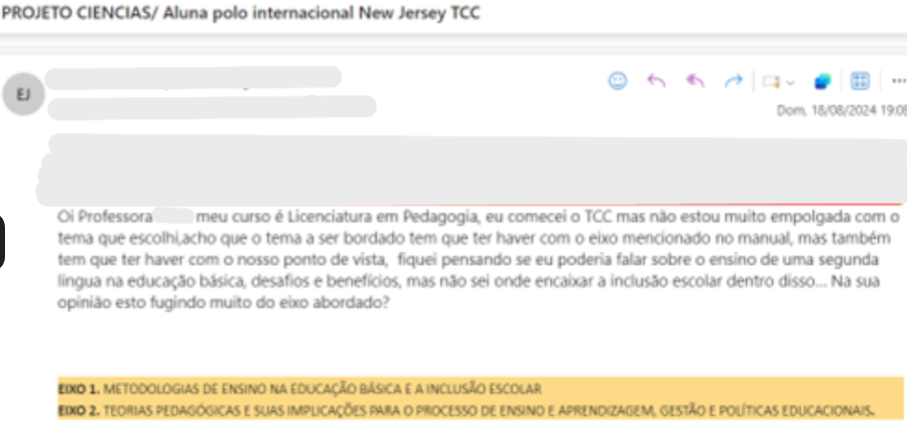 PROJETO CIENCIAS/ Aluna polo internacional New Jersey TCC
EJ
Dom, 18/08/2024 19:08
Oi Professora meu curso é Licenciatura em Pedagogia, eu comecei o TCC mas não estou muito empolgada com o
tema que escolhi,acho que o tema a ser bordado tem que ter haver com o eixo mencionado no manual, mas também
tem que ter haver com o nosso ponto de vista, fiquei pensando se eu poderia falar sobre o ensino de uma segunda
lingua na educação básica, desafios e benefícios, mas não sei onde encaixar a inclusão escolar dentro disso... Na sua
opinião esto fugindo muito do eixo abordado?
EIXO 1. METODOLOGIAS DE ENSINO NA EDUCAÇÃO BÁSICA E A INCLUSÃO ESCOLAR
EIXO 2. TEORIAS PEDAGÓGICAS E SUAS IMPLICAÇÕES PARA O PROCESSO DE ENSINO E APRENDIZAGEM, GESTÃO E POLÍTICAS EDUCACIONAIS.